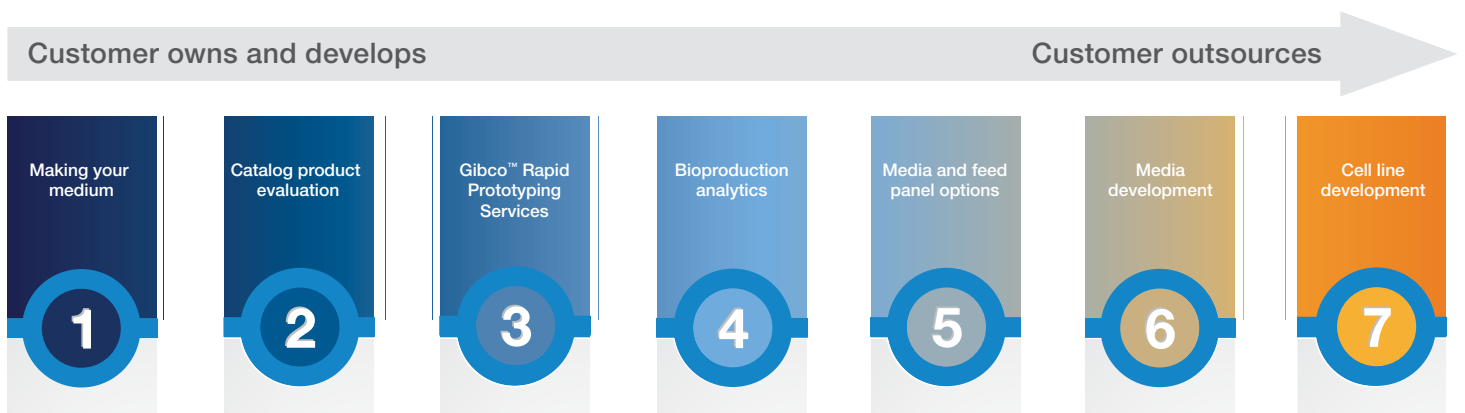 Customer owns and develops
Customer outsources
Making your
medium
1
Catalog product
evaluation
2
Gibco™ Rapid
Prototyping
Services
3
Bioproduction
analytics
4
Media and feed
panel options
5
Media
development
6
Cell line
development
7